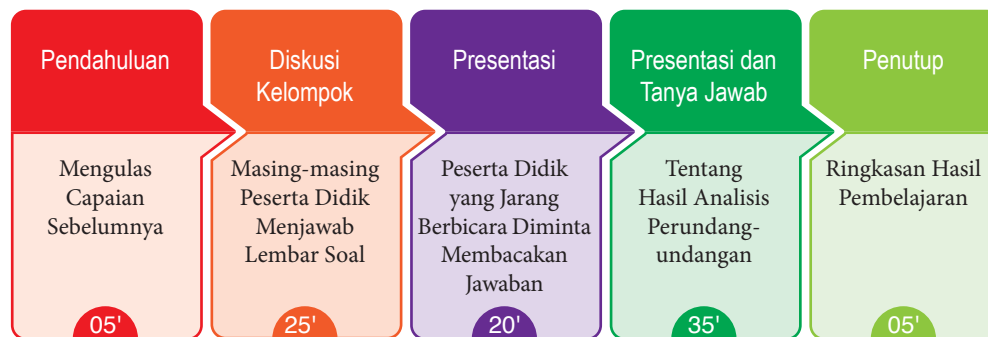 Pendahuluan
Mengulas
Capaian
Sebelumnya
05'
Diskusi
Kelompok
Masing-masing
Peserta Didik
Menjawab
Lembar Soal
25'
Presentasi
Peserta Didik
yang Jarang
Berbicara Diminta
Membacakan
Jawaban
20'
Presentasi dan
Tanya Jawab
Tentang
Hasil Analisis
Perundang-
undangan
35'
Penutup
Ringkasan Hasil
Pembelajaran
05'